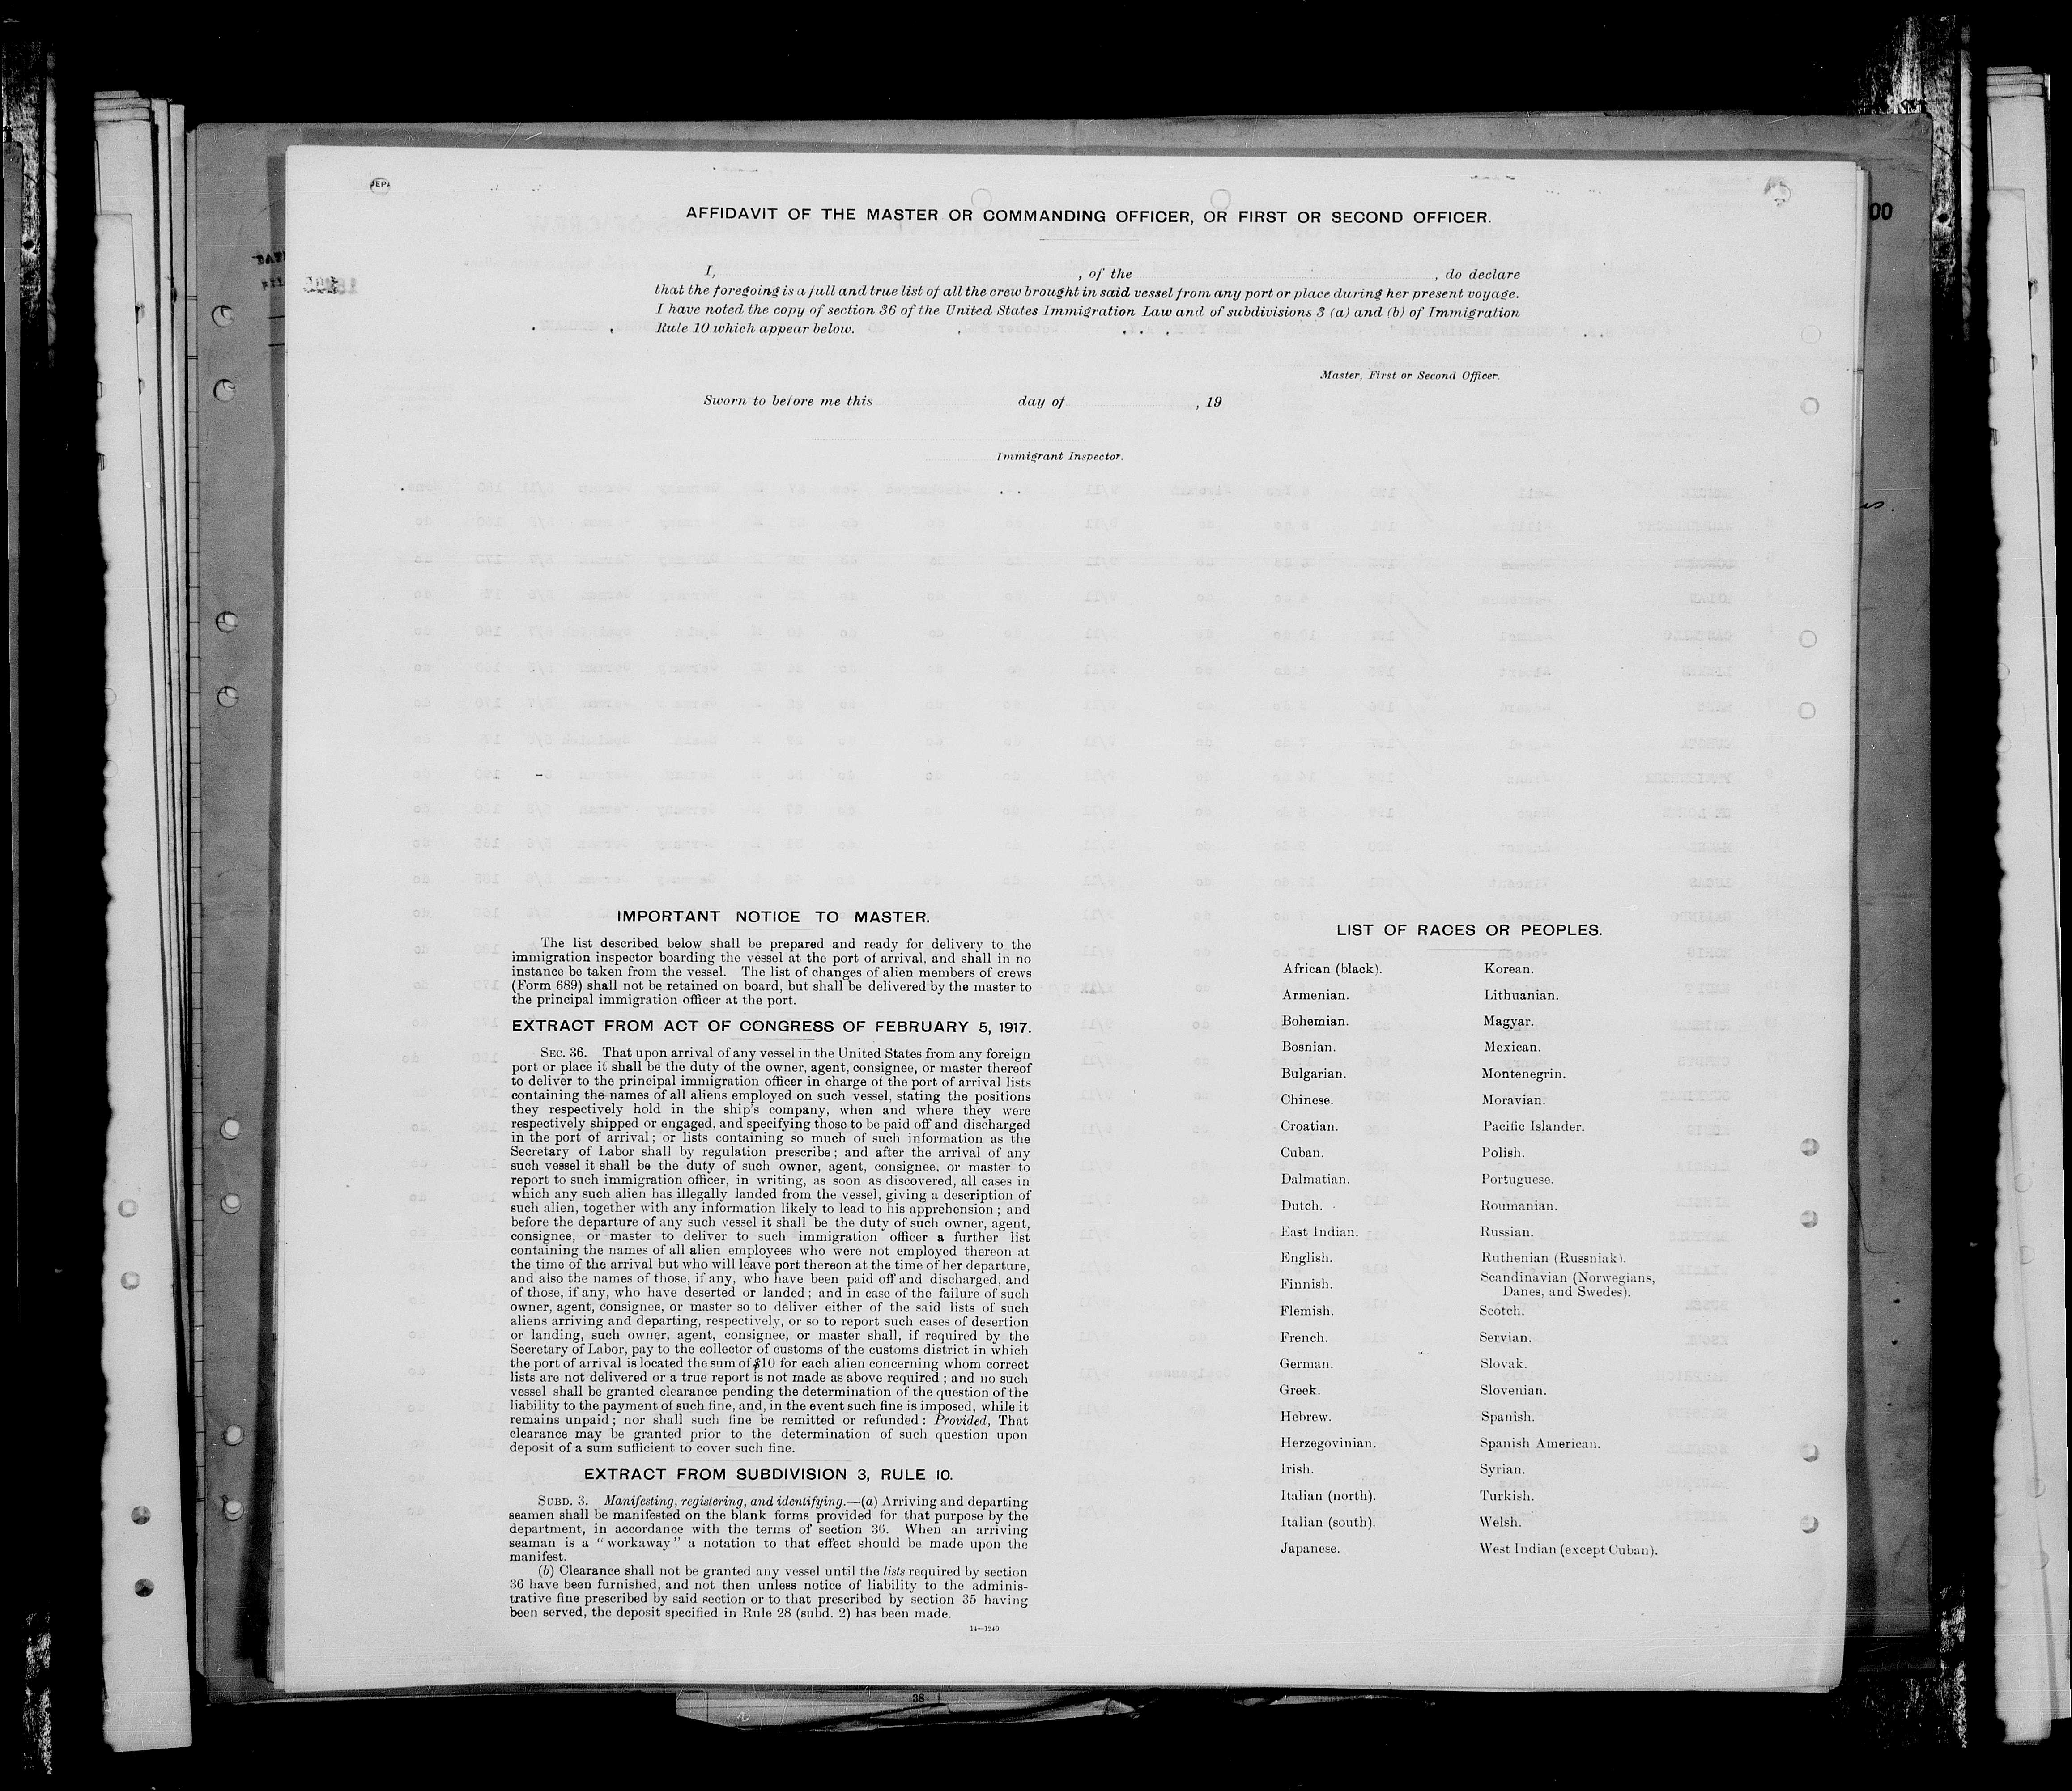 AFFIDAVIT OF THE MASTER OR COMMANDING OFFICER, OR FIRST OR SECOND OFFICER.
I, , of the , do declare
that the foregoing is a full and true list of all the crew brought in said vessel from any port or place during her present voyage.
I have noted the copy of section 36 of the United States Immigration Law and of subdivisions 3 (a) and (b) of Immigration
Rule 10 which appear below.
Master, First or Second Officer.
Sworn to before me this day of , 19
Immigrant Inspector.
IMPORTANT NOTICE TO MASTER.
The list described below shall be prepared and ready for delivery to the
immigration inspector boarding the vessel at the port of arrival, and shall in no
instance be taken from the vessel. The list of changes of alien members of crews
(Form 689) shall not be retained on board, but shall be delivered by the master to
the principal immigration officer at the port.
EXTRACT FROM ACT OF CONGRESS OF FEBRUARY 5, 1917.
SEC. 36. That upon arrival of any vessel in the United States from any foreign
port or place it shall be the duty of the owner, agent, consignee, or master thereof
to deliver to the principal immigration officer in charge of the port of arrival lists
containing the names of all aliens employed on such vessel, stating the positions
they respectively hold in the ship's company, when and where they were
respectively shipped or engaged, and specifying those to be paid off and discharged
in the port of arrival; or lists containing so much of such information as the
Secretary of Labor shall by regulation prescribe; and after the arrival of any
such vessel it shall be the duty of such owner, agent, consignee, or master to
report to such immigration officer, in writing, as soon as discovered, all cases in
which any such alien has illegally landed from the vessel, giving a description of
such alien, together with any information likely to lead to his apprehension; and
before the departure of any such vessel it shall be the duty of such owner, agent,
consignee, or master to deliver to such immigration officer a further list
containing the names of all alien employees who were not employed thereon at
the time of the arrival but who will leave port thereon at the time of her departure,
and also the names of those, if any, who have been paid off and discharged, and
of those, if any, who have deserted or landed; and in case of the failure of such
owner, agent, consignee, or master so to deliver either of the said lists of such
aliens arriving and departing, respectively, or so to report such cases of desertion
or landing, such owner, agent, consignee, or master shall, if required by the
Secretary of Labor, pay to the collector of customs of the customs district in which
the port of arrival is located the sum of $10 for each alien concerning whom correct
lists are not delivered or a true report is not made as above required; and no such
vessel shall be granted clearance pending the determination of the question of the
liability to the payment of such fine, and, in the event such fine is imposed, while it
remains unpaid; nor shall such fine be remitted or refunded: Provided, That
clearance may be granted prior to the determination of such question upon
deposit of a sum sufficient to cover such fine.
EXTRACT FROM SUBDIVISION 3, RULE 10.
SUBD. 3. Manifesting, registering, and identifying.—(a) Arriving and departing
seamen shall be manifested on the blank forms provided for that purpose by the
department, in accordance with the terms of section 36. When an arriving
seaman is a "workaway" a notation to that effect should be made upon the
manifest.
(b) Clearance shall not be granted any vessel until the lists required by section
36 have been furnished, and not then unless notice of liability to the adminis-
trative fine prescribed by said section or to that prescribed by section 35 having
been served, the deposit specified in Rule 28 (subd. 2) has been made.
14—1240
LIST OF RACES OR PEOPLES.
African (black).
Armenian.
Bohemian.
Bosnian.
Bulgarian.
Chinese.
Croatian.
Cuban.
Dalmatian.
Dutch.
East Indian.
English.
Finnish.
Flemish.
French.
German.
Greek.
Hebrew.
Herzegovinian.
Irish.
Italian (north).
Italian (south).
Japanese.
Korean.
Lithuanian.
Magyar.
Mexican.
Montenegrin.
Moravian.
Pacific Islander.
Polish.
Portuguese.
Roumanian.
Russian.
Ruthenian (Russniak).
Scandinavian (Norwegians,
Danes, and Swedes).
Scotch.
Servian.
Slovak.
Slovenian.
Spanish.
Spanish American.
Syrian.
Turkish.
Welsh.
West Indian (except Cuban).
00
38